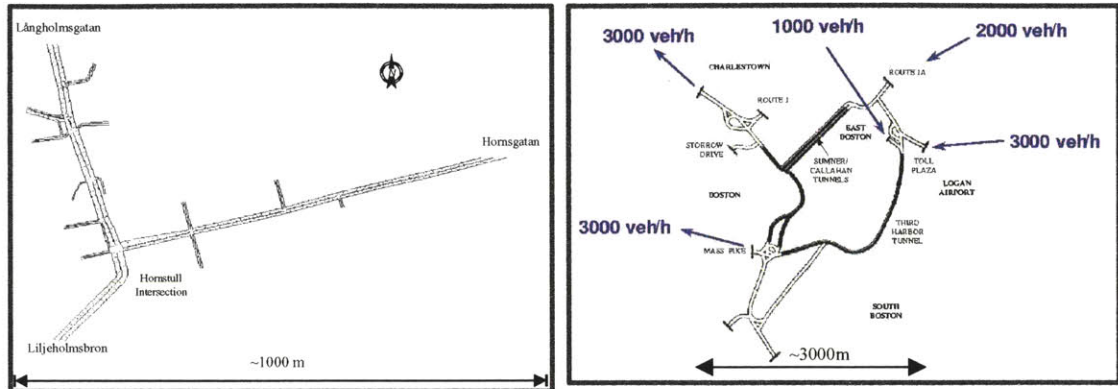 Långholmsgatan
Hornsgatan
Hornstull
Intersection
Liljeholmsbron
~1000 m
3000 veh/h
1000 veh/h
2000 veh/h
CHARLESTOWN
ROUTE 1A
ROUTE 1
EAST
BOSTON
3000 veh/h
STORROW
DRIVE
SUMNER/
CALLAHAN
TUNNELS
TOLL
PLAZA
LOGAN
AIRPORT
BOSTON
3000 veh/h
MASS PIKE
THIRD
HARBOR
TUNNEL
SOUTH
BOSTON
~3000m